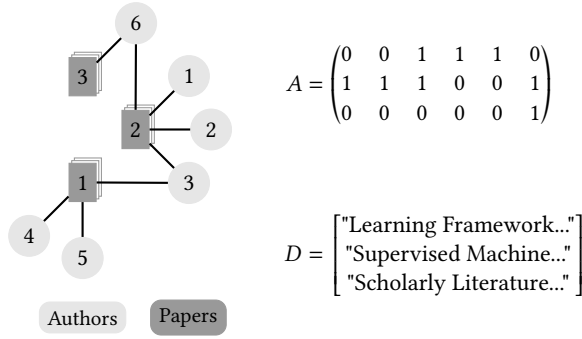 6
3
1
2
2
1
3
4
5
Authors Papers
A = (0 0 1 1 1 0
1 1 1 0 0 1
0 0 0 0 0 1)
D = ["Learning Framework..."
"Supervised Machine..."
"Scholarly Literature..."]